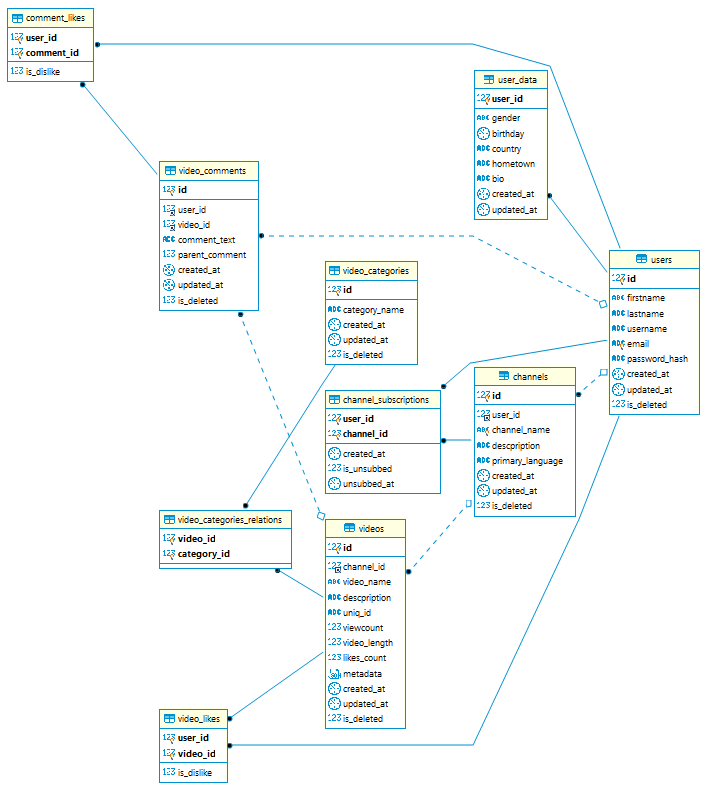 comment_likes
123 user_id
123 comment_id
123 is_dislike
user_data
123 user_id
ABC gender
birthday
ABC country
ABC hometown
ABC bio
created_at
updated_at
video_comments
123 id
123 user_id
123 video_id
ABC comment_text
123 parent_comment
created_at
updated_at
123 is_deleted
users
123 id
ABC firstname
ABC lastname
ABC username
ABC email
ABC password_hash
created_at
updated_at
123 is_deleted
video_categories
123 id
ABC category_name
created_at
updated_at
123 is_deleted
channels
123 id
123 user_id
ABC channel_name
ABC descpription
ABC primary_language
created_at
updated_at
123 is_deleted
channel_subscriptions
123 user_id
123 channel_id
created_at
123 is_unsubbed
unsubbed_at
video_categories_relations
123 video_id
123 category_id
videos
123 id
123 channel_id
ABC video_name
ABC descpription
ABC uniq_id
123 viewcount
123 video_length
123 likes_count
metadata
created_at
updated_at
123 is_deleted
video_likes
123 user_id
123 video_id
123 is_dislike